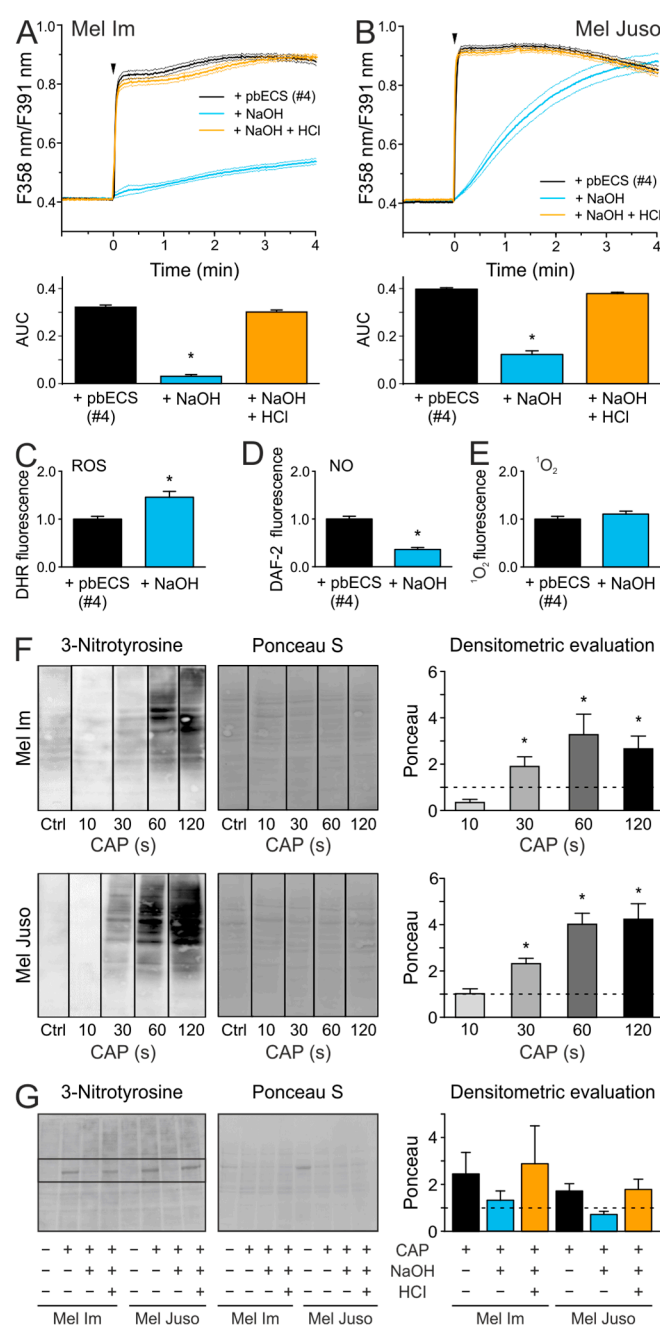 A Mel Im
1.0
0.8
0.6
0.4
F358 nm/F391 nm
+ pbECS (#4)
+ NaOH
+ NaOH + HCl
0 1 2 3 4
Time (min)
0.4
0.2
0.0
AUC
+ pbECS
(#4)
+ NaOH
+ NaOH
+ HCl
B Mel Juso
1.0
0.8
0.6
0.4
F358 nm/F391 nm
+ pbECS (#4)
+ NaOH
+ NaOH + HCl
0 1 2 3 4
Time (min)
0.4
0.2
0.0
AUC
+ pbECS
(#4)
+ NaOH
+ NaOH
+ HCl
C ROS
2.0
1.0
0.0
DHR fluorescence
*
+ pbECS
(#4)
+ NaOH
D NO
2.0
1.0
0.0
DAF-2 fluorescence
*
+ pbECS
(#4)
+ NaOH
E ¹O₂
2.0
1.0
0.0
¹O₂ fluorescence
+ pbECS
(#4)
+ NaOH
F 3-Nitrotyrosine Ponceau S Densitometric evaluation
Mel Im
Ctrl 10 30 60 120
CAP (s)
Ctrl 10 30 60 120
CAP (s)
Ponceau
6
4
2
0
* * *
10 30 60 120
CAP (s)
Mel Juso
Ctrl 10 30 60 120
CAP (s)
Ctrl 10 30 60 120
CAP (s)
Ponceau
6
4
2
0
* * *
10 30 60 120
CAP (s)
G 3-Nitrotyrosine Ponceau S Densitometric evaluation
Ponceau
4
2
0
– + + + – + + + – + + + – + + + CAP + + + + + +
– – + + – – + + – – + + – – + + NaOH – + + – + +
– – – + – – – + – – – + – – – + HCl – – + – – +
Mel Im Mel Juso Mel Im Mel Juso Mel Im Mel Juso